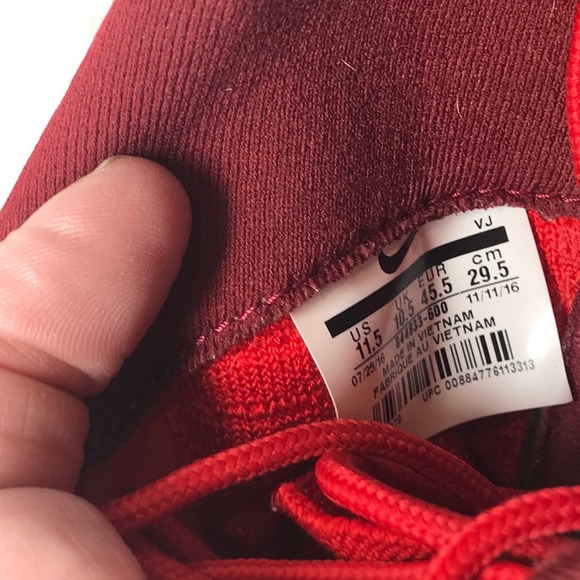 VJ
US UK EUR cm
11.5 10.5 45.5 29.5
-600
07/25/16 11/11/16
MADE IN VIETNAM
FABRIQUE AU VIETNAM
UPC 00884776113313